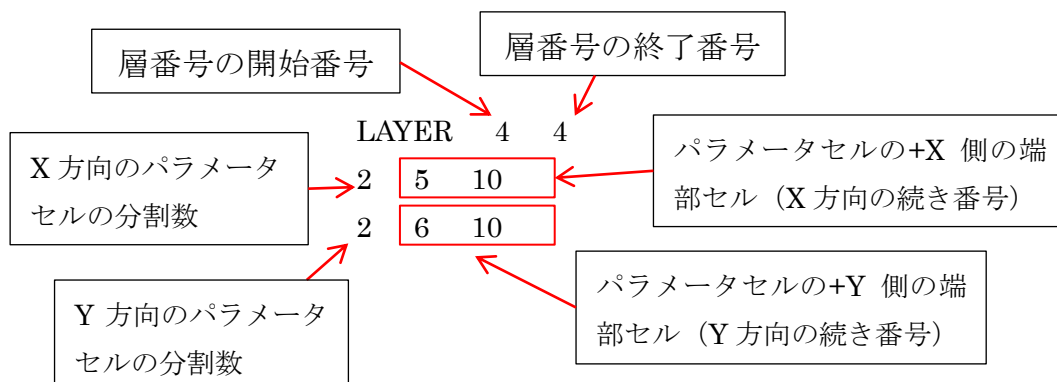 層番号の開始番号
層番号の終了番号
LAYER 4 4
X 方向のパラメータ
セルの分割数
2 5 10
パラメータセルの+X 側の端
部セル（X 方向の続き番号）
2 6 10
Y 方向のパラメータ
セルの分割数
パラメータセルの+Y 側の端
部セル（Y 方向の続き番号）